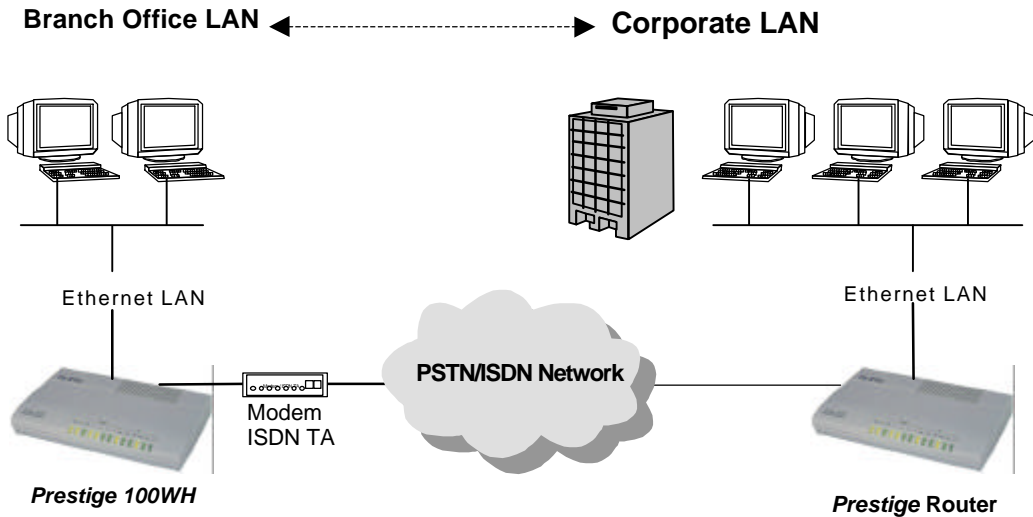 Branch Office LAN
Corporate LAN
Ethernet LAN
Ethernet LAN
PSTN/ISDN Network
Modem
ISDN TA
Prestige 100WH
Prestige Router